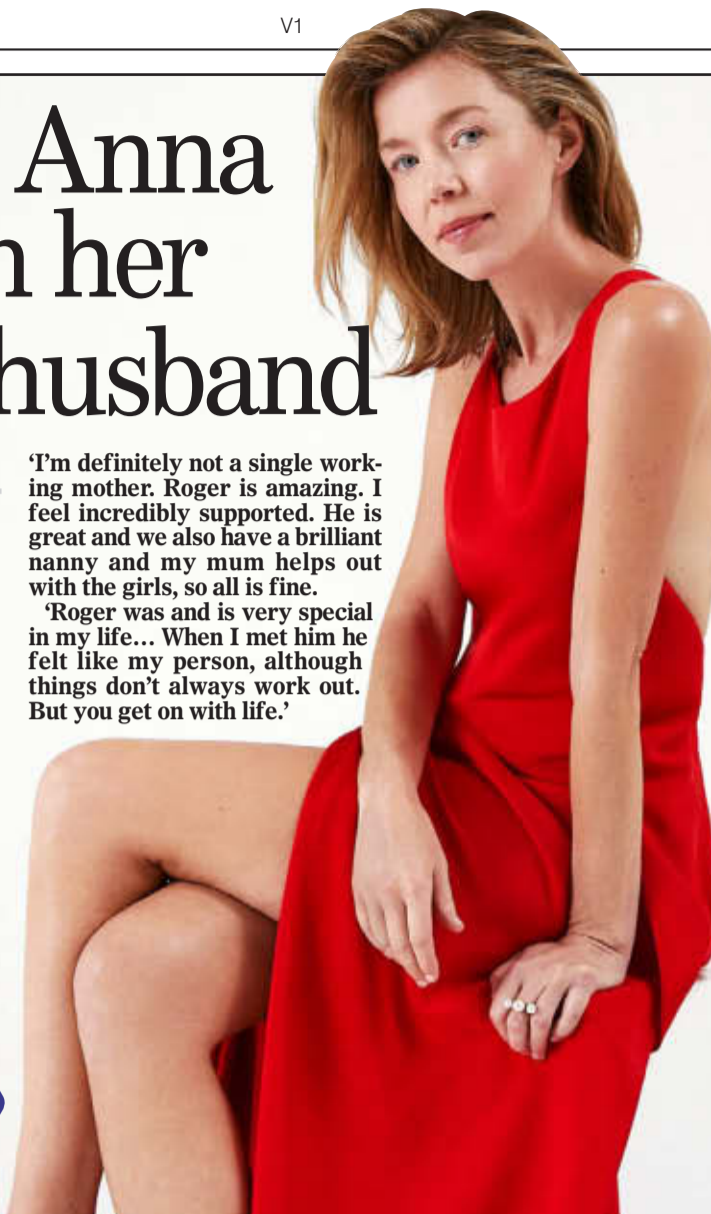 V1
Anna
her
husband
‘I’m definitely not a single work-
ing mother. Roger is amazing. I
feel incredibly supported. He is
great and we also have a brilliant
nanny and my mum helps out
with the girls, so all is fine.
‘Roger was and is very special
in my life… When I met him he
felt like my person, although
things don’t always work out.
But you get on with life.’